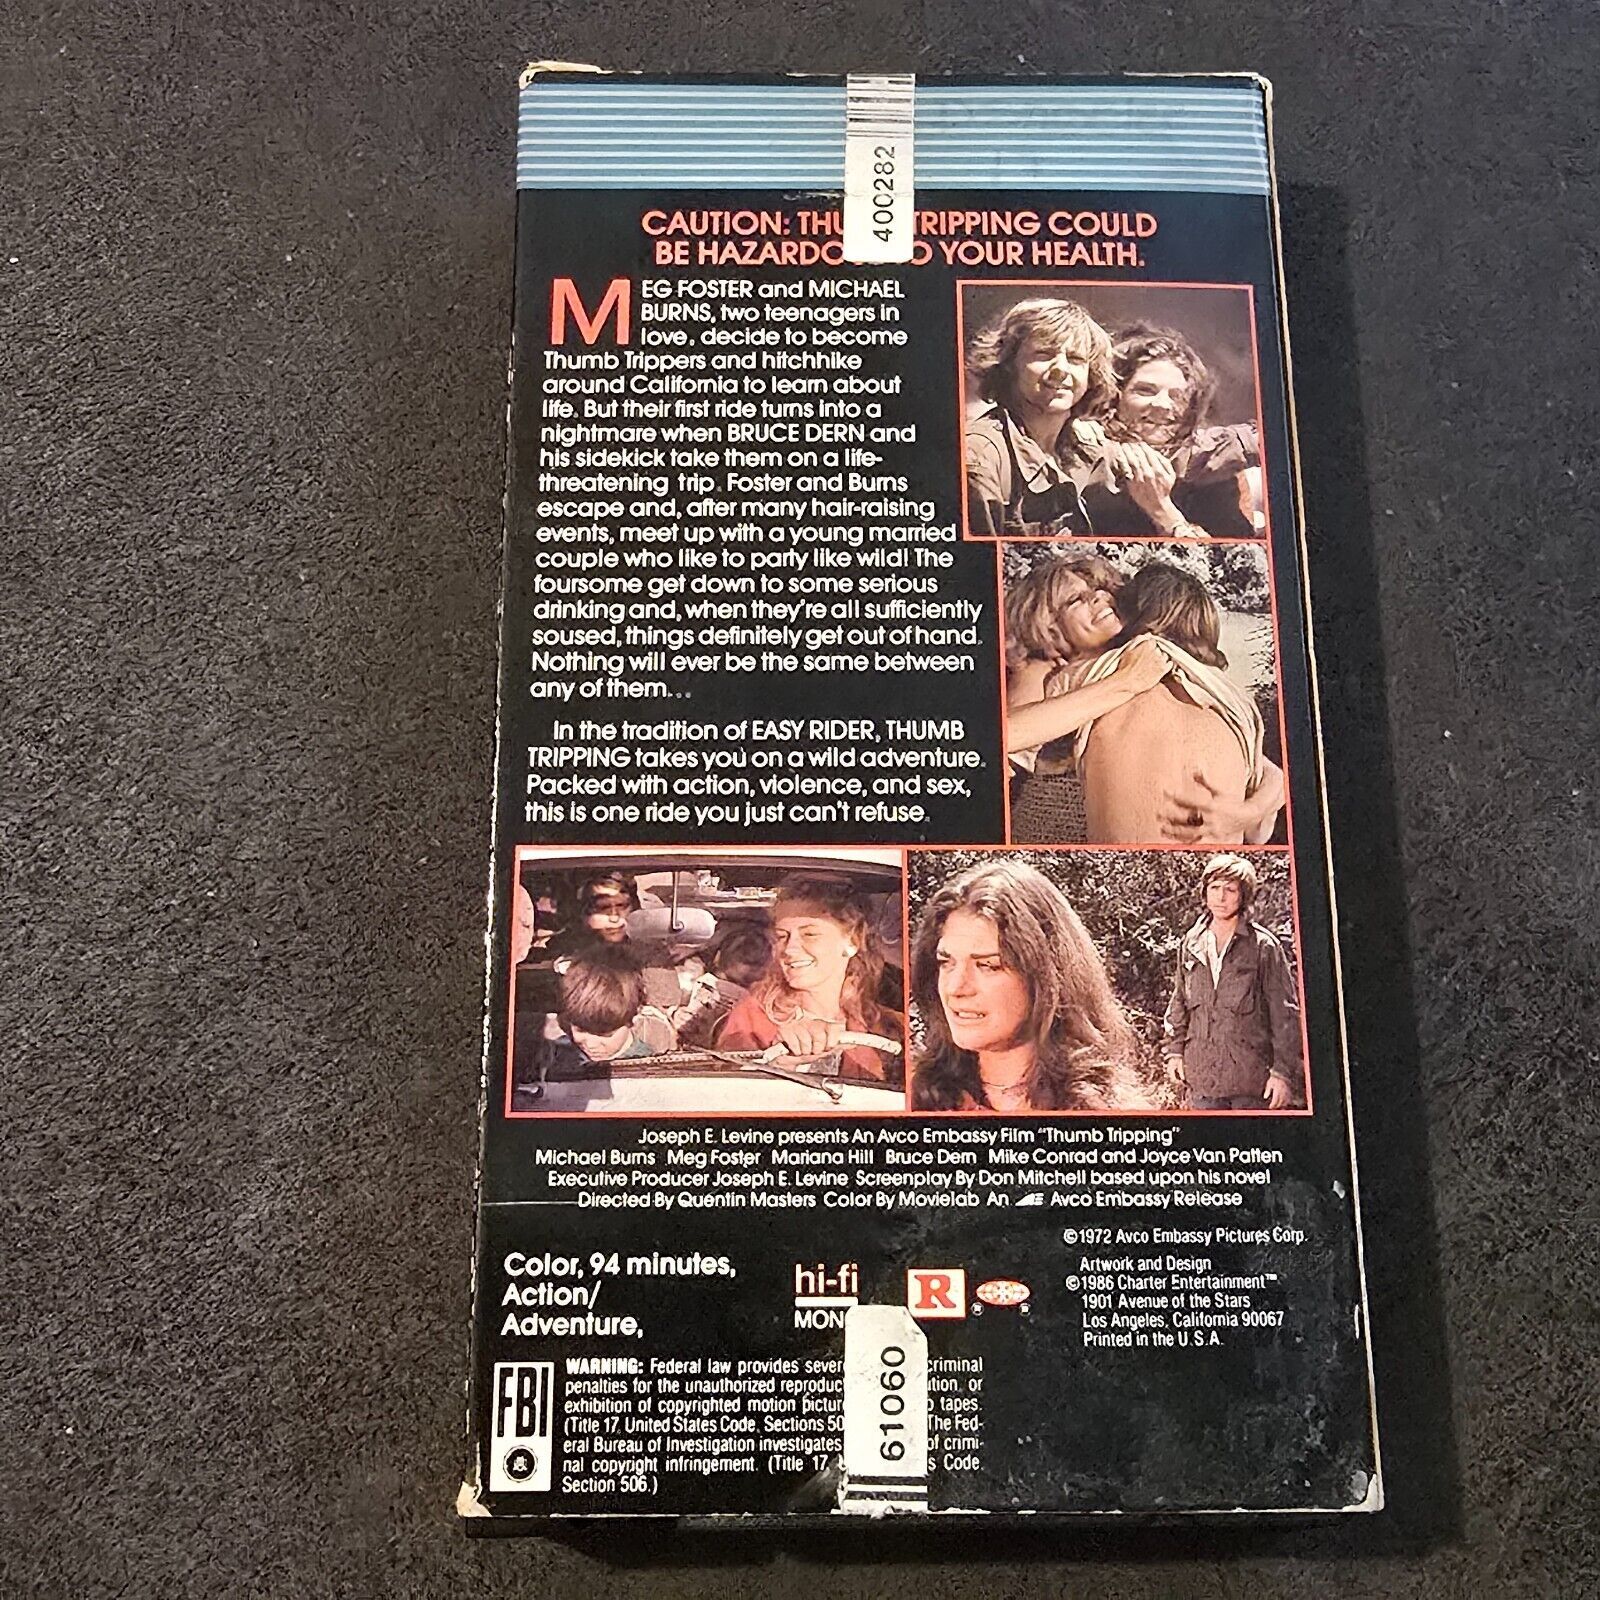 400282
CAUTION: THU TRIPPING COULD
BE HAZARDO O YOUR HEALTH.
MEG FOSTER and MICHAEL
BURNS, two teenagers in
love, decide to become
Thumb Trippers and hitchhike
around California to learn about
life. But their first ride turns into a
nightmare when BRUCE DERN and
his sidekick take them on a life-
threatening trip. Foster and Burns
escape and, after many hair-raising
events, meet up with a young married
couple who like to party like wild! The
foursome get down to some serious
drinking and, when they're all sufficiently
soused, things definitely get out of hand.
Nothing will ever be the same between
any of them...
In the tradition of EASY RIDER, THUMB
TRIPPING takes you on a wild adventure.
Packed with action, violence, and sex,
this is one ride you just can't refuse.
Joseph E. Levine presents An Avco Embassy Film "Thumb Tripping"
Michael Burns Meg Foster Mariana Hill Bruce Dern Mike Conrad and Joyce Van Patten
Executive Producer Joseph E. Levine Screenplay By Don Mitchell based upon his novel
Directed By Quentin Masters Color By Movielab An AE Avco Embassy Release
©1972 Avco Embassy Pictures Corp.
Color, 94 minutes,
Action/
Adventure,
hi-fi
MON
R ® ®
Artwork and Design
©1986 Charter Entertainment™
1901 Avenue of the Stars
Los Angeles, California 90067
Printed in the U.S.A.
61060
FBI
WARNING: Federal law provides sever criminal
penalties for the unauthorized reproduc tion, or
exhibition of copyrighted motion pictur tapes.
(Title 17, United States Code, Sections 50 The Fed-
eral Bureau of Investigation investigates of crimi-
nal copyright infringement. (Title 17, s Code.
Section 506.)